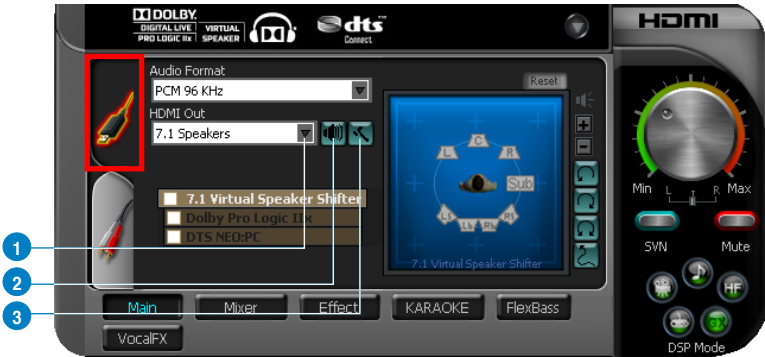 DOLBY.
DIGITAL LIVE
PRO LOGIC IIx
VIRTUAL
SPEAKER
dts
Connect
HDMI
Audio Format
PCM 96 KHz
HDMI Out
7.1 Speakers
Reset
L
C
R
Sub
Ls
Lb
Rb
Rs
7.1 Virtual Speaker Shifter
7.1 Virtual Speaker Shifter
Dolby Pro Logic IIx
DTS NEO:PC
Min
L
T
R
Max
SVN
Mute
HF
GX
DSP Mode
1
2
3
Main
Mixer
Effect
KARAOKE
FlexBass
VocalFX